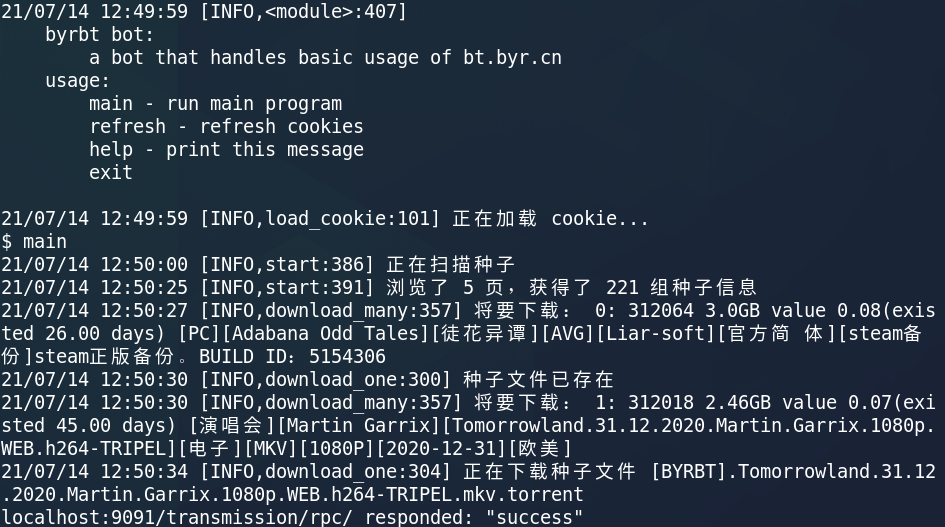 21/07/14 12:49:59 [INFO,<module>:407]
byrbt bot:
a bot that handles basic usage of bt.byr.cn
usage:
main - run main program
refresh - refresh cookies
help - print this message
exit
21/07/14 12:49:59 [INFO,load_cookie:101] 正在加载 cookie...
$ main
21/07/14 12:50:00 [INFO,start:386] 正在扫描种子
21/07/14 12:50:25 [INFO,start:391] 浏览了 5 页，获得了 221 组种子信息
21/07/14 12:50:27 [INFO,download_many:357] 将要下载： 0: 312064 3.0GB value 0.08(exis
ted 26.00 days) [PC][Adabana Odd Tales][徒花异谭][AVG][Liar-soft][官方简 体][steam备
份]steam正版备份。BUILD ID：5154306
21/07/14 12:50:30 [INFO,download_one:300] 种子文件已存在
21/07/14 12:50:30 [INFO,download_many:357] 将要下载： 1: 312018 2.46GB value 0.07(exi
sted 45.00 days) [演唱会][Martin Garrix][Tomorrowland.31.12.2020.Martin.Garrix.1080p.
WEB.h264-TRIPEL][电子][MKV][1080P][2020-12-31][欧美]
21/07/14 12:50:34 [INFO,download_one:304] 正在下载种子文件 [BYRBT].Tomorrowland.31.12
.2020.Martin.Garrix.1080p.WEB.h264-TRIPEL.mkv.torrent
localhost:9091/transmission/rpc/ responded: "success"